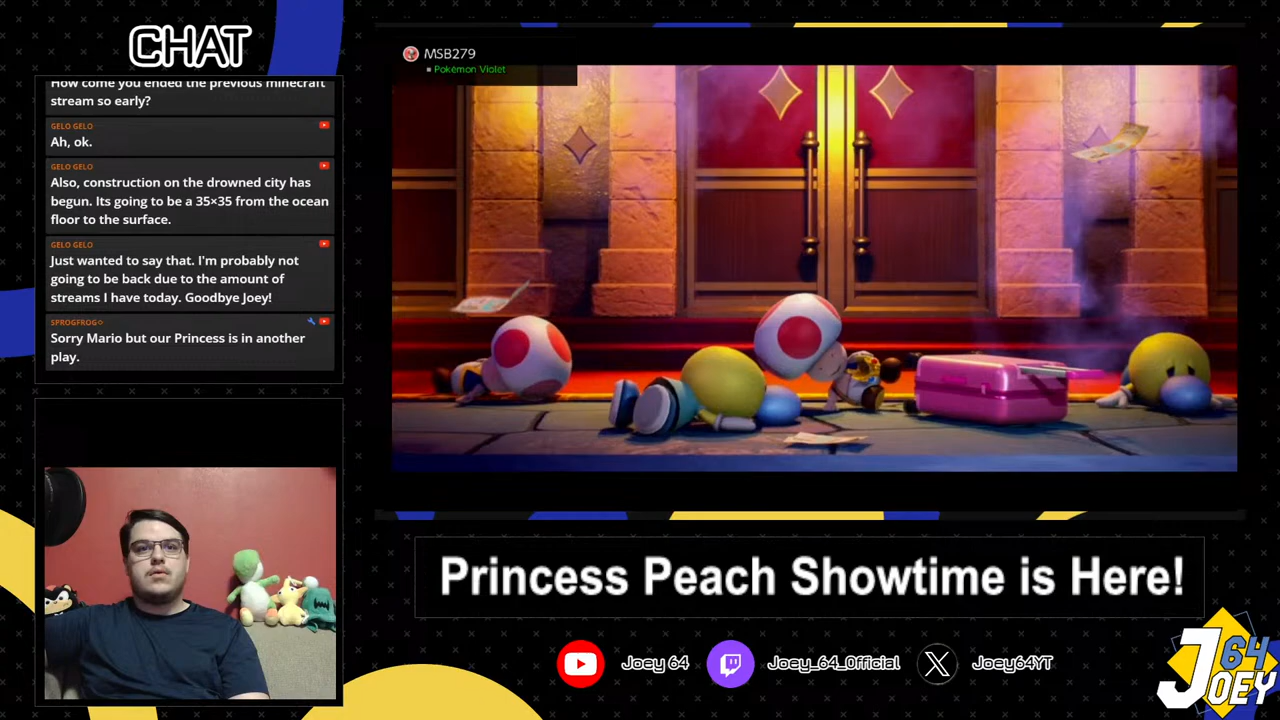 CHAT
How come you ended the previous minecraft
stream so early?
GELO GELO
Ah, ok.
GELO GELO
Also, construction on the drowned city has
begun. Its going to be a 35×35 from the ocean
floor to the surface.
GELO GELO
Just wanted to say that. I'm probably not
going to be back due to the amount of
streams I have today. Goodbye Joey!
SPROGFROG
Sorry Mario but our Princess is in another
play.
MSB279
Pokémon Violet
Princess Peach Showtime is Here!
Joey 64
Joey_64_Official
Joey64YT
JOEY 64